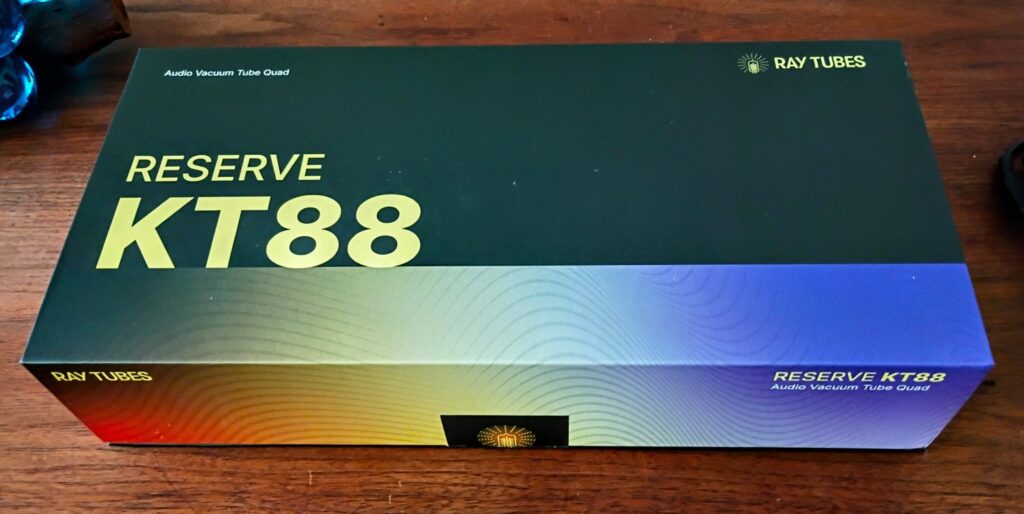 Audio Vacuum Tube Quad
RAY TUBES
RESERVE
KT88
RAY TUBES
RESERVE KT88
Audio Vacuum Tube Quad